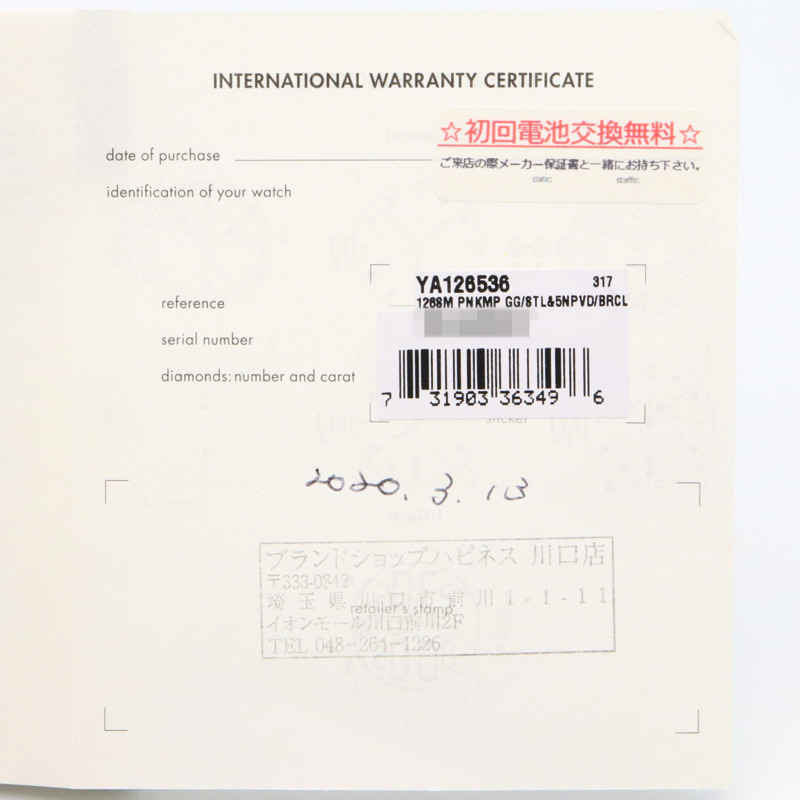 INTERNATIONAL WARRANTY CERTIFICATE
☆初回電池交換無料☆
ご来店の際メーカー保証書と一緒にお持ち下さい。
date: staffs:
date of purchase
identification of your watch
YA126536 317
126SM PNKMP GG/STL&5NPVD/BRCL
reference
serial number
diamonds: number and carat
7 31903 36349 6
sticker
2020.3.13
ブランドショップハピネス 川口店
〒333-0842
埼玉県川口市前川1-1-11
retailer's stamp
イオンモール川口前川2F
TEL 048-264-1226